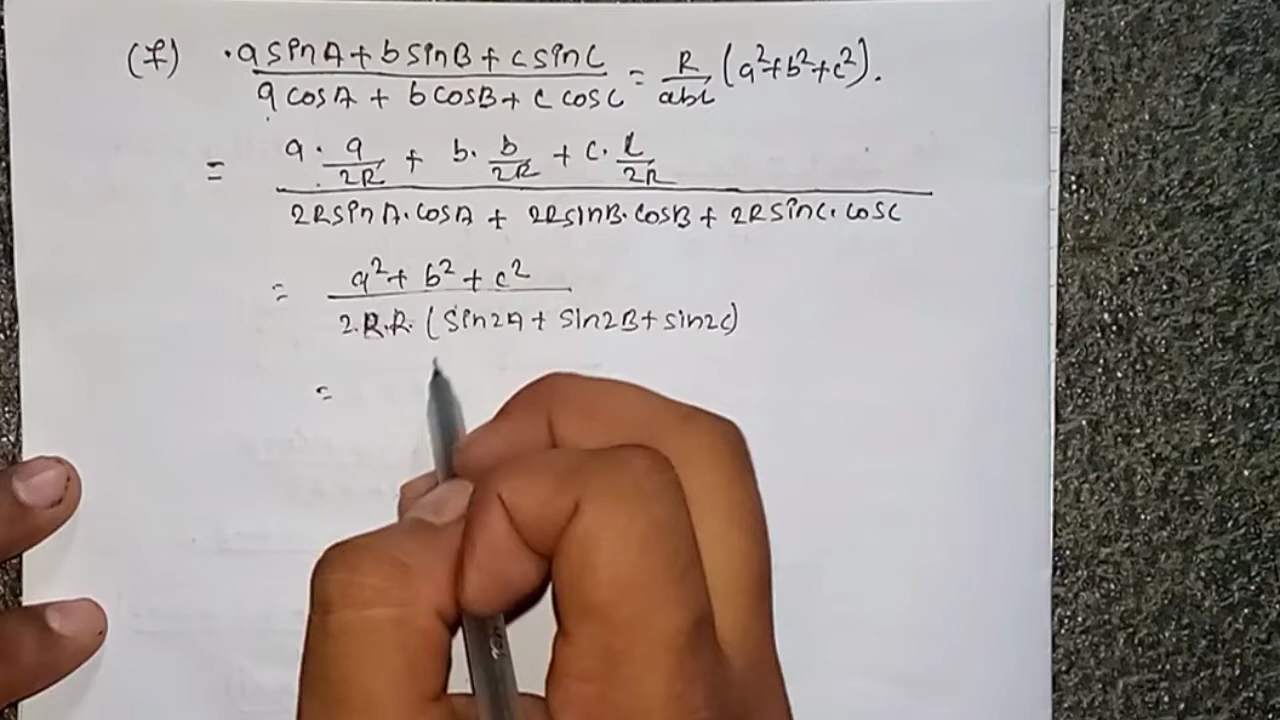 (f) a sinA + b sinB + c sinC / a cosA + b cosB + c cosC = R/abc (a²+b²+c²).
= a · a/2R + b · b/2R + c · c/2R / 2R sinA · cosA + 2R sinB · cosB + 2R sinC · cosC
= a² + b² + c² / 2.R.R. (sin2A + sin2B + sin2C)
=